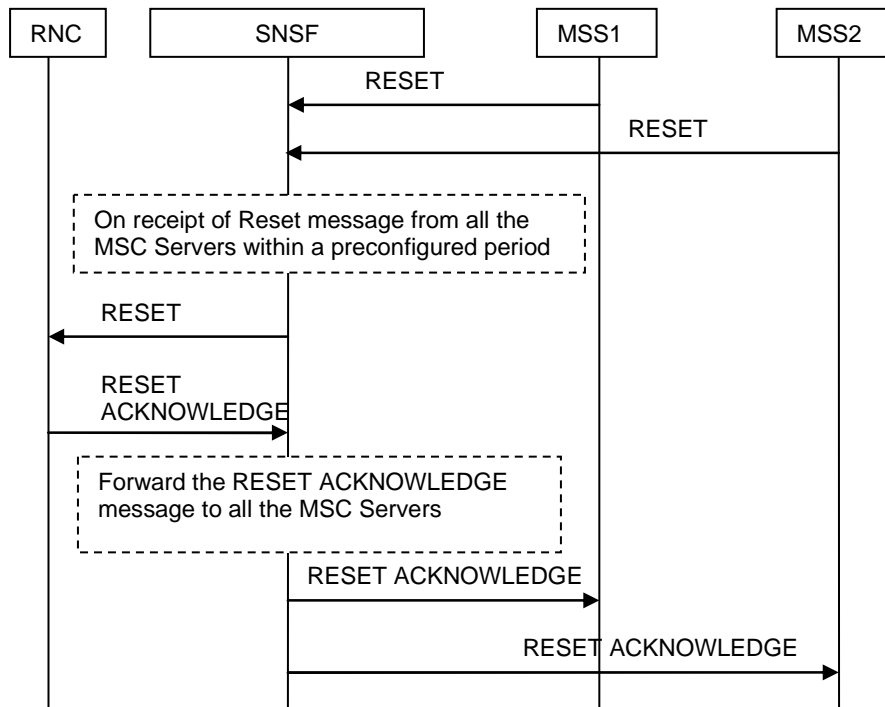 RNC
SNSF
MSS1
MSS2
RESET
RESET
On receipt of Reset message from all the
MSC Servers within a preconfigured period
RESET
RESET
ACKNOWLEDGE
Forward the RESET ACKNOWLEDGE
message to all the MSC Servers
RESET ACKNOWLEDGE
RESET ACKNOWLEDGE